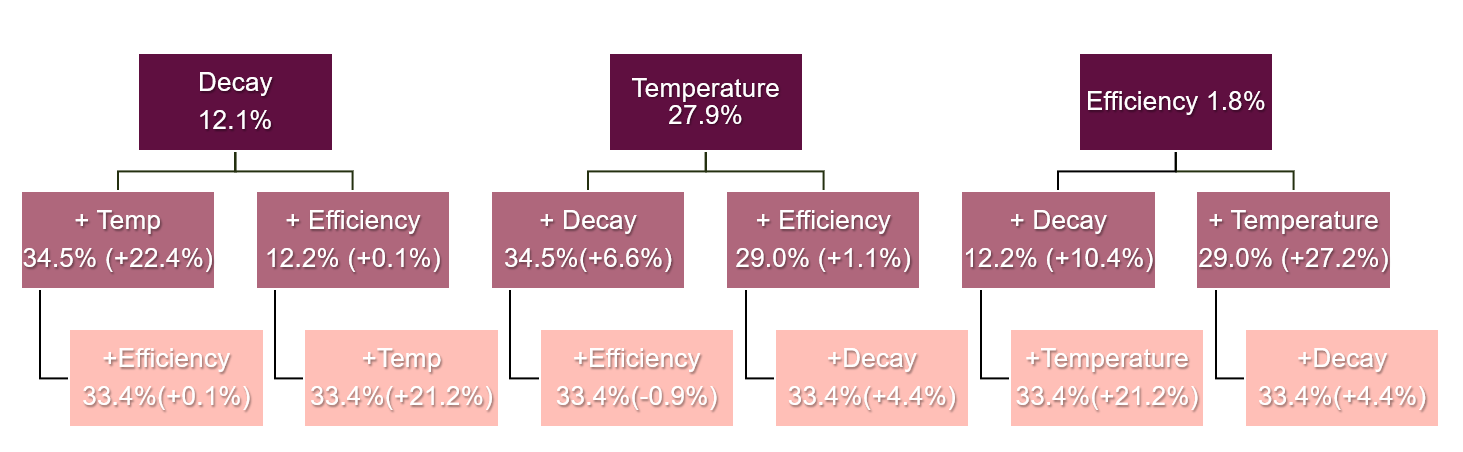 Decay
12.1%
Temperature
27.9%
Efficiency 1.8%
+ Temp
34.5% (+22.4%)
+ Efficiency
12.2% (+0.1%)
+ Decay
34.5%(+6.6%)
+ Efficiency
29.0% (+1.1%)
+ Decay
12.2% (+10.4%)
+ Temperature
29.0% (+27.2%)
+Efficiency
33.4%(+0.1%)
+Temp
33.4%(+21.2%)
+Efficiency
33.4%(-0.9%)
+Decay
33.4%(+4.4%)
+Temperature
33.4%(+21.2%)
+Decay
33.4%(+4.4%)